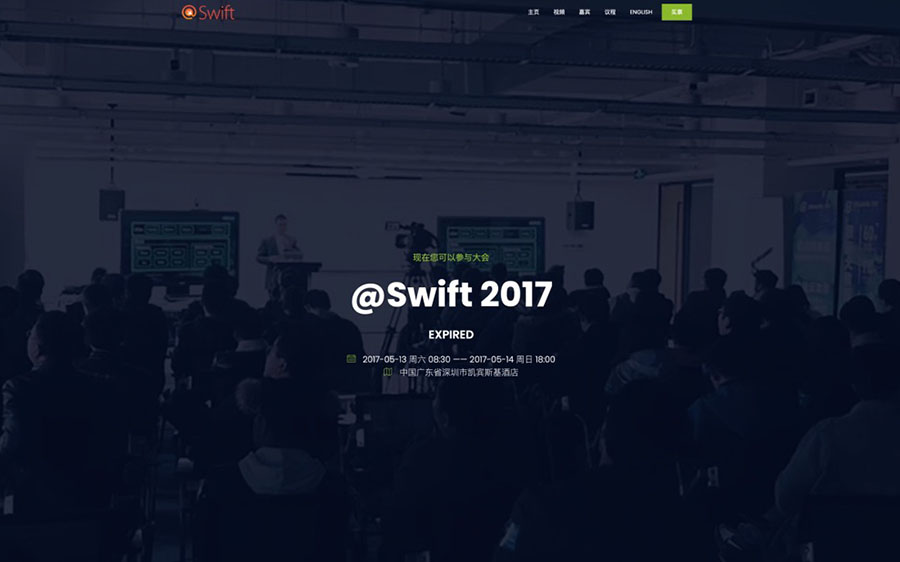 @Swift
主页 视频 嘉宾 议程 ENGLISH 买票
现在您可以参与大会
@Swift 2017
EXPIRED
2017-05-13 周六 08:30 —— 2017-05-14 周日 18:00
中国广东省深圳市凯宾斯基酒店